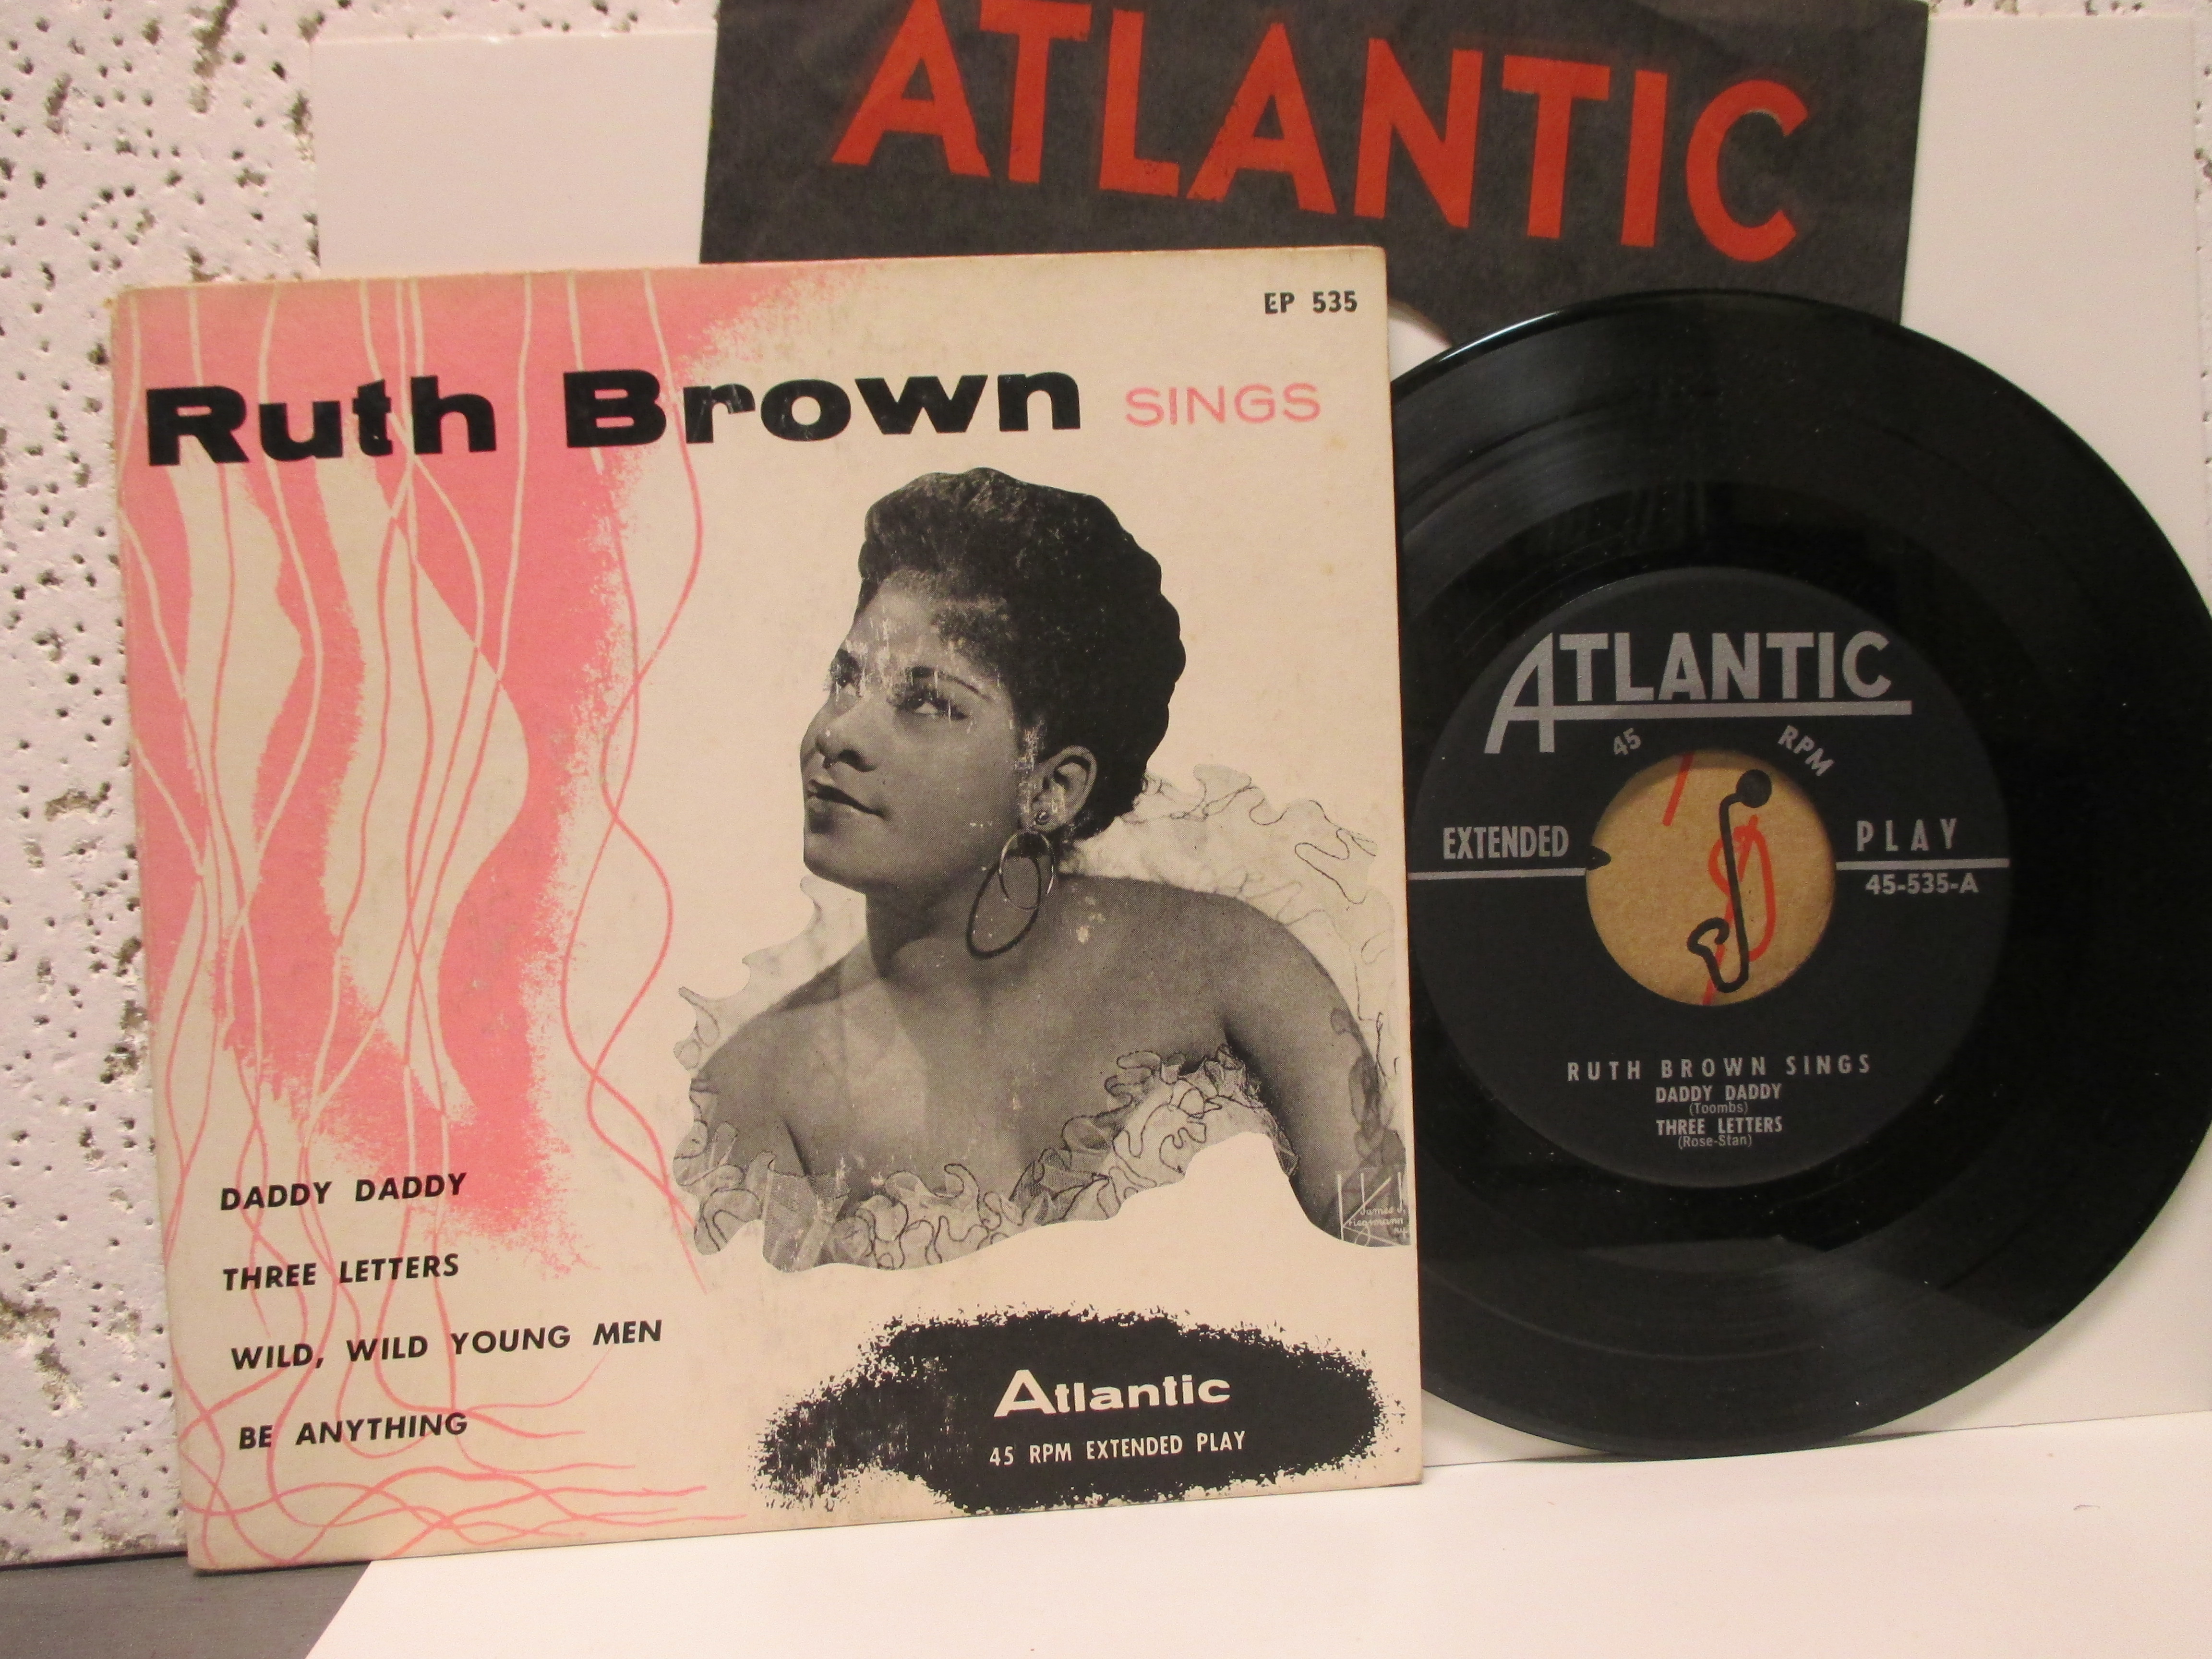 ATLANTIC
EP 535
Ruth Brown SINGS
DADDY DADDY
THREE LETTERS
WILD, WILD YOUNG MEN
BE ANYTHING
James J.
Kriegsmann
N.Y.
Atlantic
45 RPM EXTENDED PLAY
ATLANTIC
45 RPM
EXTENDED PLAY
45-535-A
RUTH BROWN SINGS
DADDY DADDY
(Toombs)
THREE LETTERS
(Rose-Stan)